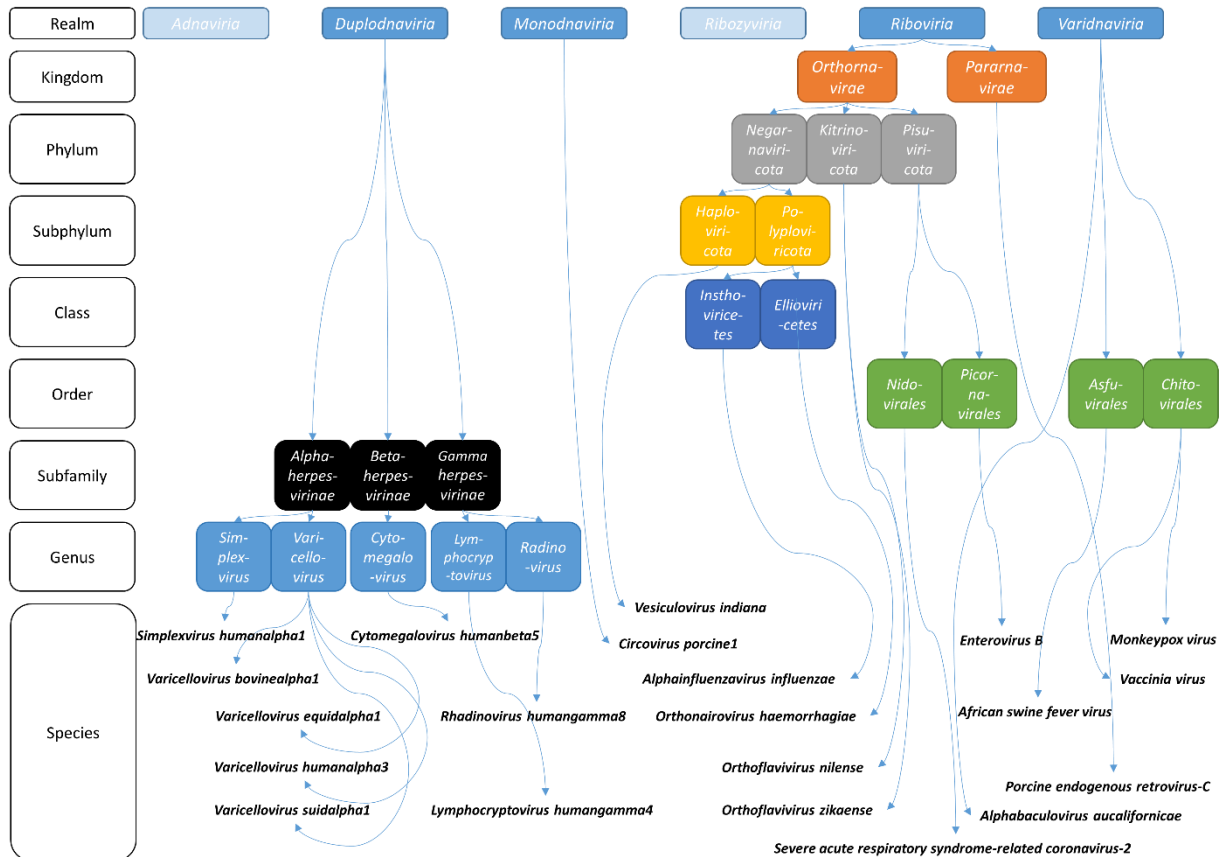 Realm
Adnaviria
Duplodnaviria
Monodnaviria
Ribozyviria
Riboviria
Varidnaviria
Kingdom
Orthorna-
virae
Pararna-
virae
Phylum
Negar-
naviri-
cota
Kitrino-
viri-
cota
Pisu-
viri-
cota
Subphylum
Haplo-
viri-
cota
Po-
lyplovi-
ricota
Class
Instho-
virice-
tes
Elliovíri
-cetes
Order
Nido-
virales
Picor-
na-
virales
Asfu-
virales
Chito-
virales
Subfamily
Alpha-
herpes-
virinae
Beta-
herpes-
virinae
Gamma
herpes-
virinae
Genus
Sim-
plex-
virus
Vari-
cello-
virus
Cyto-
megalo
-virus
Lym-
phocryp
-tovirus
Radino
-virus
Species
Vesiculovirus indiana
Simplexvirus humanalpha1
Cytomegalovirus humanbeta5
Circovirus porcine1
Enterovirus B
Monkeypox virus
Varicellovirus bovinealpha1
Alphainfluenzavirus influenzae
Vaccinia virus
Varicellovirus equidalpha1
Rhadinovirus humangamma8
Orthonairovirus haemorrhagiae
African swine fever virus
Varicellovirus humanalpha3
Orthoflavivirus nilense
Porcine endogenous retrovirus-C
Varicellovirus suidalpha1
Lymphocryptovirus humangamma4
Orthoflavivirus zikaense
Alphabaculovirus aucalifornicae
Severe acute respiratory syndrome-related coronavirus-2